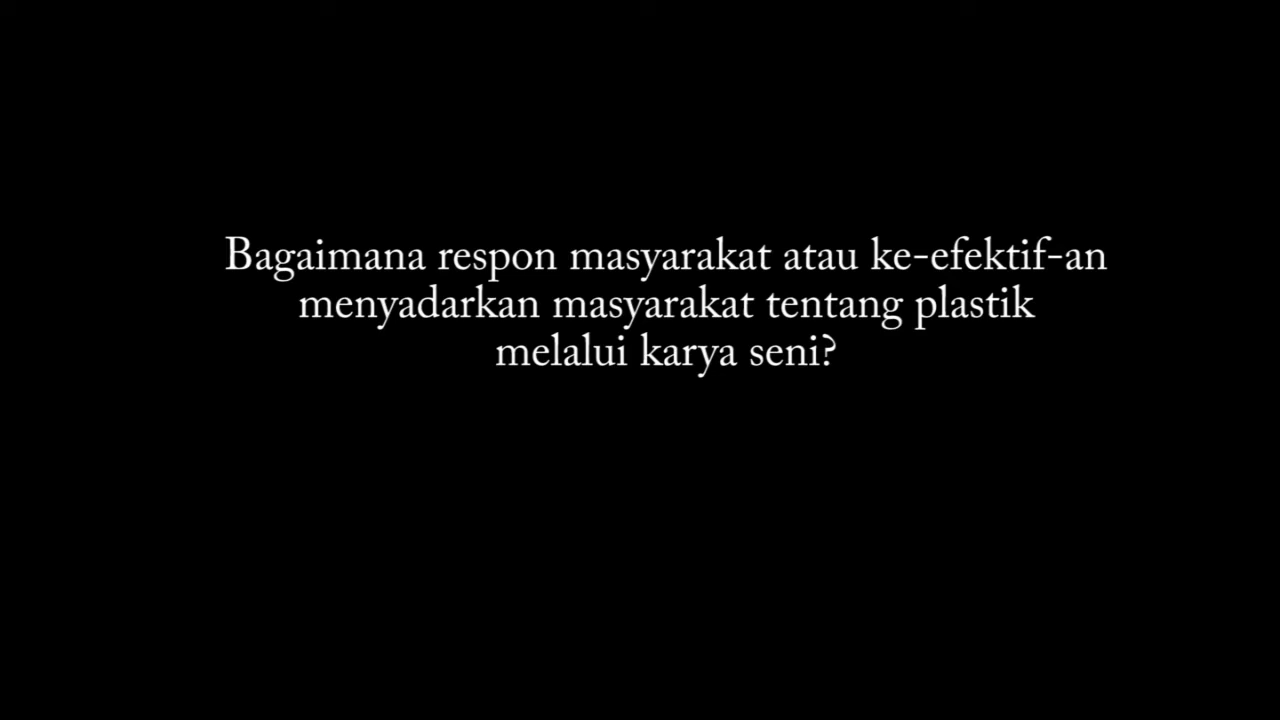 Bagaimana respon masyarakat atau ke-efektif-an
menyadarkan masyarakat tentang plastik
melalui karya seni?